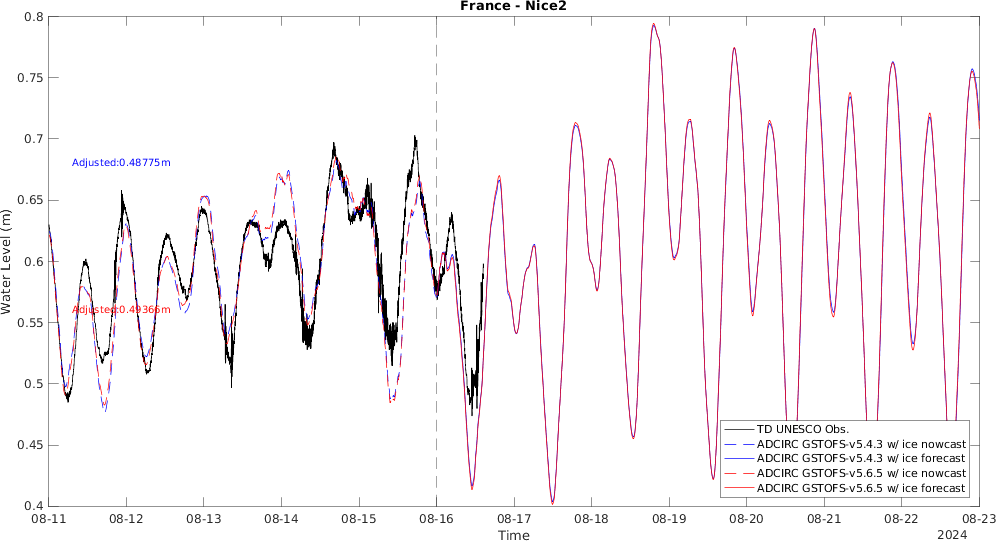 France - Nice2
0.8
0.75
0.7
0.65
0.6
0.55
0.5
0.45
0.4
Water Level (m)
Adjusted:0.48775m
Adjusted:0.49366m
TD UNESCO Obs.
ADCIRC GSTOFS-v5.4.3 w/ ice nowcast
ADCIRC GSTOFS-v5.4.3 w/ ice forecast
ADCIRC GSTOFS-v5.6.5 w/ ice nowcast
ADCIRC GSTOFS-v5.6.5 w/ ice forecast
08-11 08-12 08-13 08-14 08-15 08-16 08-17 08-18 08-19 08-20 08-21 08-22 08-23
Time
2024